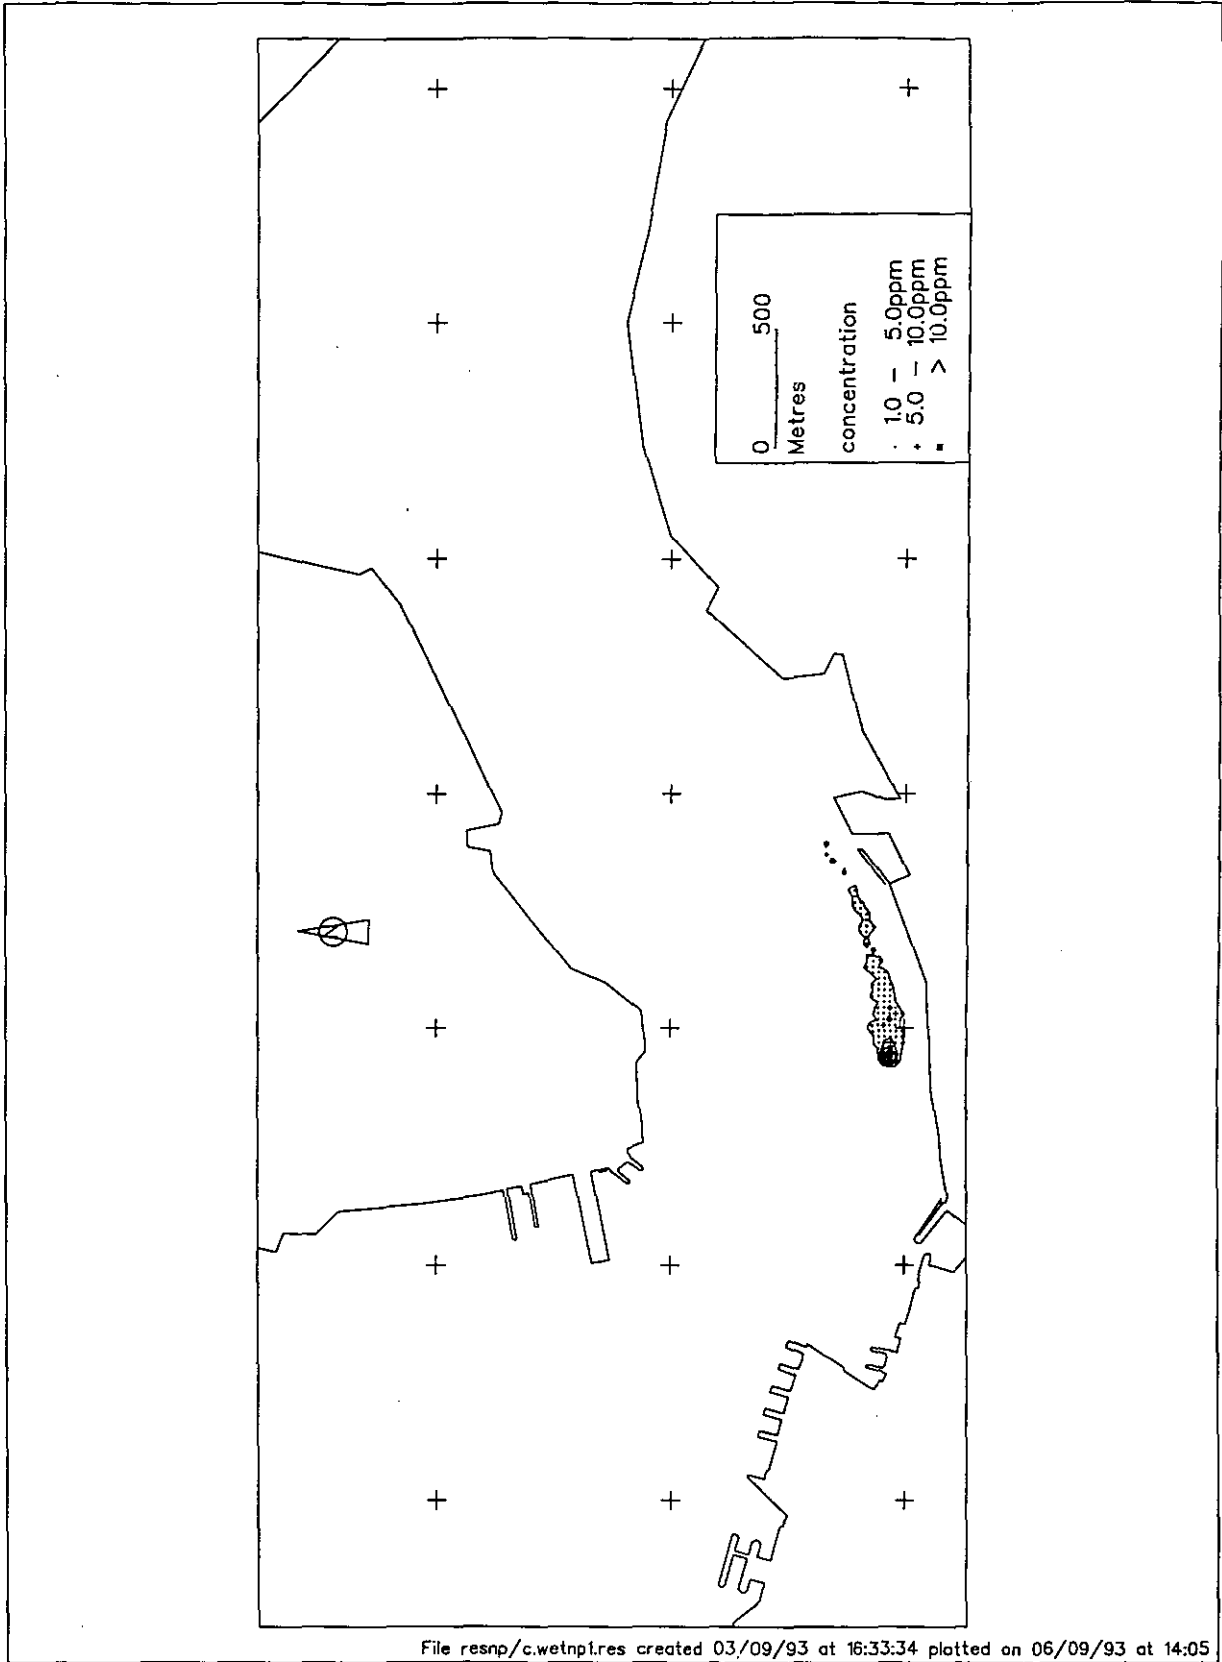 N
0 500
Metres
concentration
· 1.0 – 5.0ppm
+ 5.0 – 10.0ppm
▪ > 10.0ppm
File resnp/c.wetnp1.res created 03/09/93 at 16:33:34 plotted on 06/09/93 at 14:05